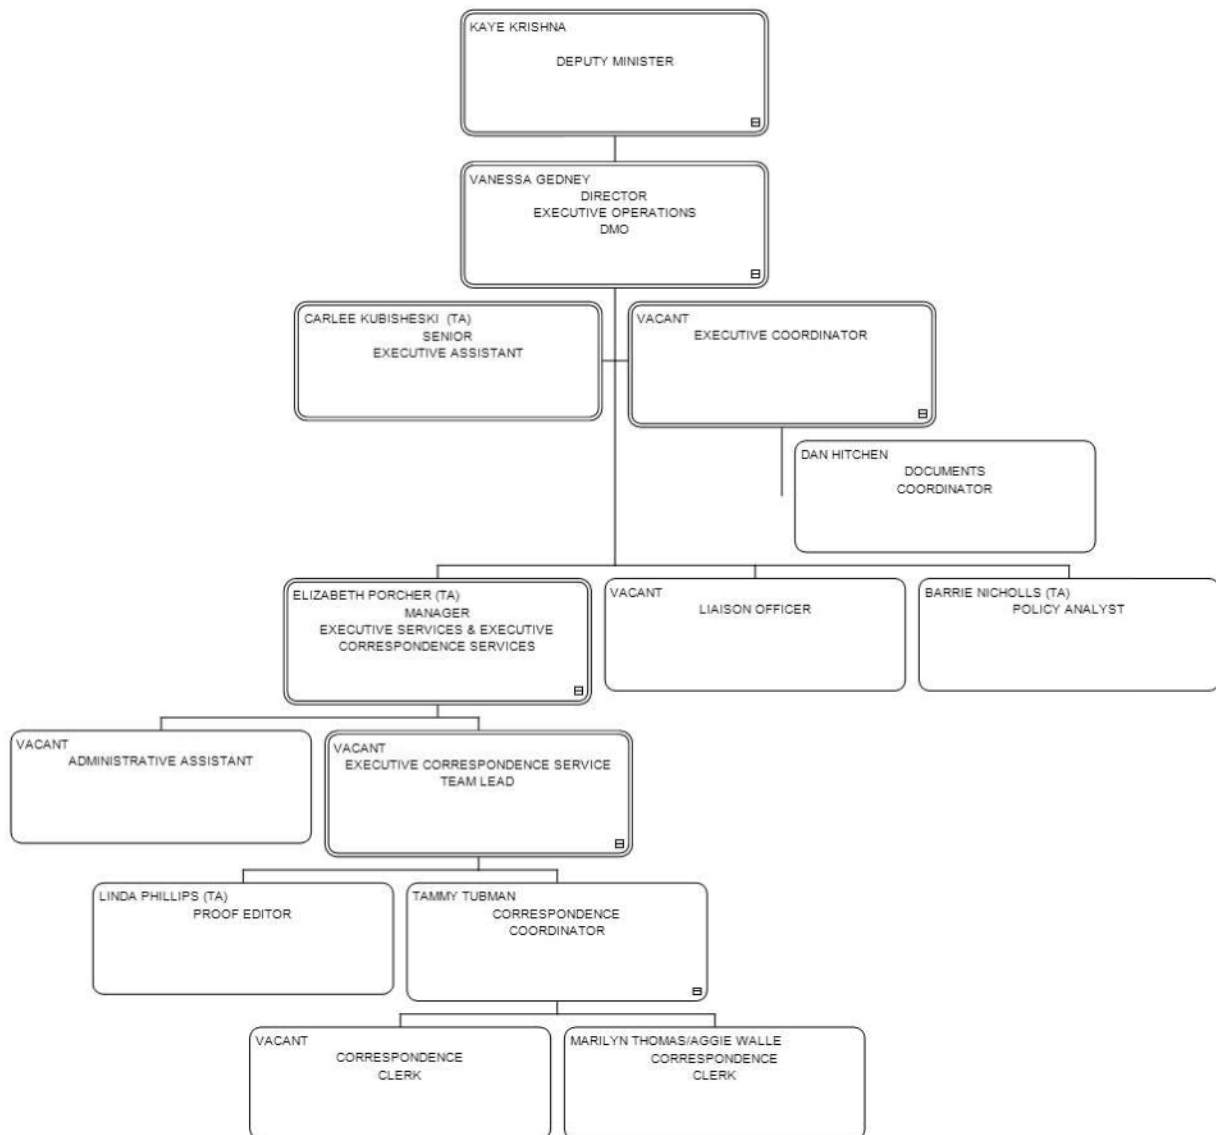 KAYE KRISHNA
DEPUTY MINISTER
VANESSA GEDNEY
DIRECTOR
EXECUTIVE OPERATIONS
DMO
CARLEE KUBISHESKI (TA)
SENIOR
EXECUTIVE ASSISTANT
VACANT
EXECUTIVE COORDINATOR
DAN HITCHEN
DOCUMENTS
COORDINATOR
ELIZABETH PORCHER (TA)
MANAGER
EXECUTIVE SERVICES & EXECUTIVE
CORRESPONDENCE SERVICES
VACANT
LIAISON OFFICER
BARRIE NICHOLLS (TA)
POLICY ANALYST
VACANT
ADMINISTRATIVE ASSISTANT
VACANT
EXECUTIVE CORRESPONDENCE SERVICE
TEAM LEAD
LINDA PHILLIPS (TA)
PROOF EDITOR
TAMMY TUBMAN
CORRESPONDENCE
COORDINATOR
VACANT
CORRESPONDENCE
CLERK
MARILYN THOMAS/AGGIE WALLE
CORRESPONDENCE
CLERK